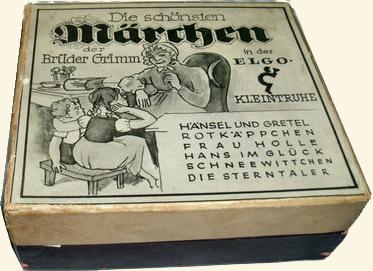 Die schönsten
Märchen
der
Brüder Grimm
in der
ELGO-
KLEINTRUHE
HÄNSEL UND GRETEL
ROTKÄPPCHEN
FRAU HOLLE
HANS IM GLÜCK
SCHNEEWITTCHEN
DIE STERNTALER